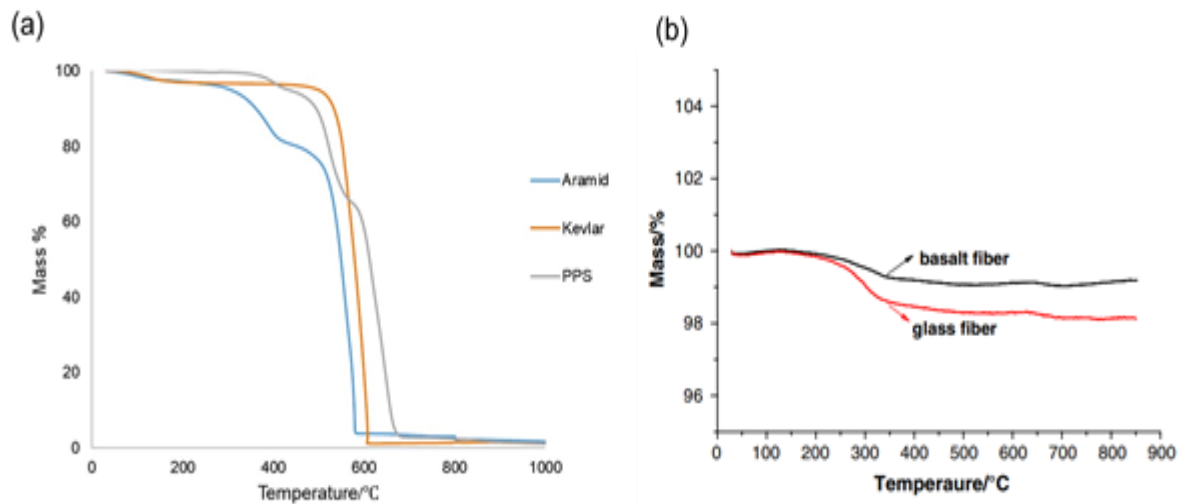 (a)
100
80
60
40
20
0
Mass %
0 200 400 600 800 1000
Temperature/℃
Aramid
Kevlar
PPS
(b)
104
102
100
98
96
Mass/%
basalt fiber
glass fiber
0 100 200 300 400 500 600 700 800 900
Temperaure/°C